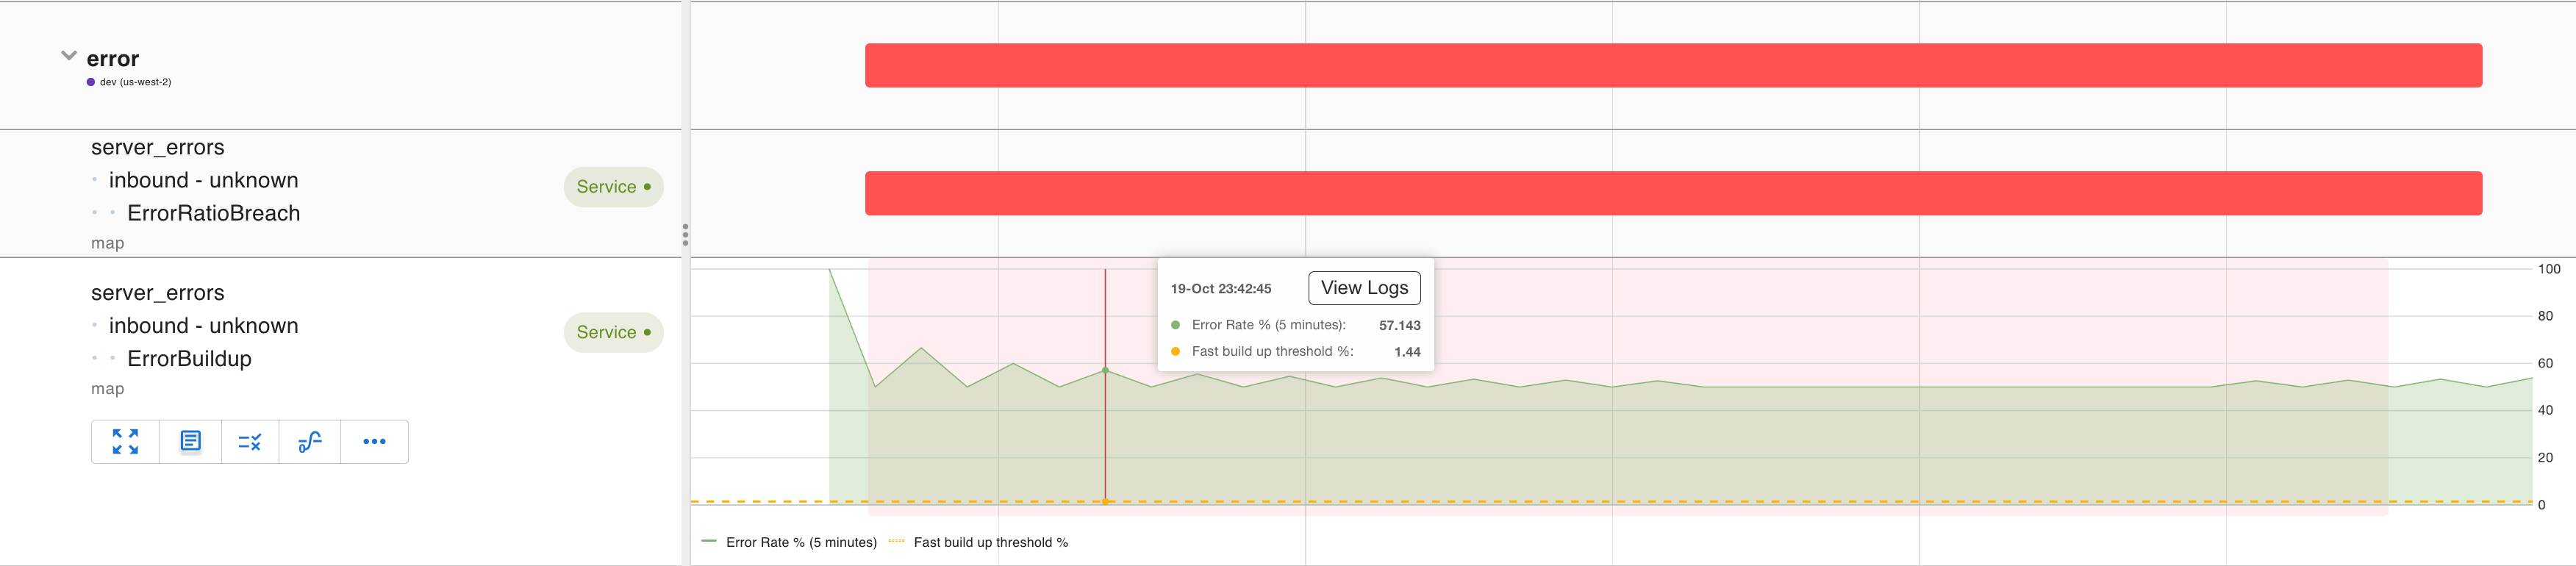 error
dev (us-west-2)
server_errors
inbound - unknown
ErrorRatioBreach
map
Service
server_errors
inbound - unknown
ErrorBuildup
map
Service
19-Oct 23:42:45
View Logs
Error Rate % (5 minutes): 57.143
Fast build up threshold %: 1.44
100
80
60
40
20
0
Error Rate % (5 minutes) Fast build up threshold %